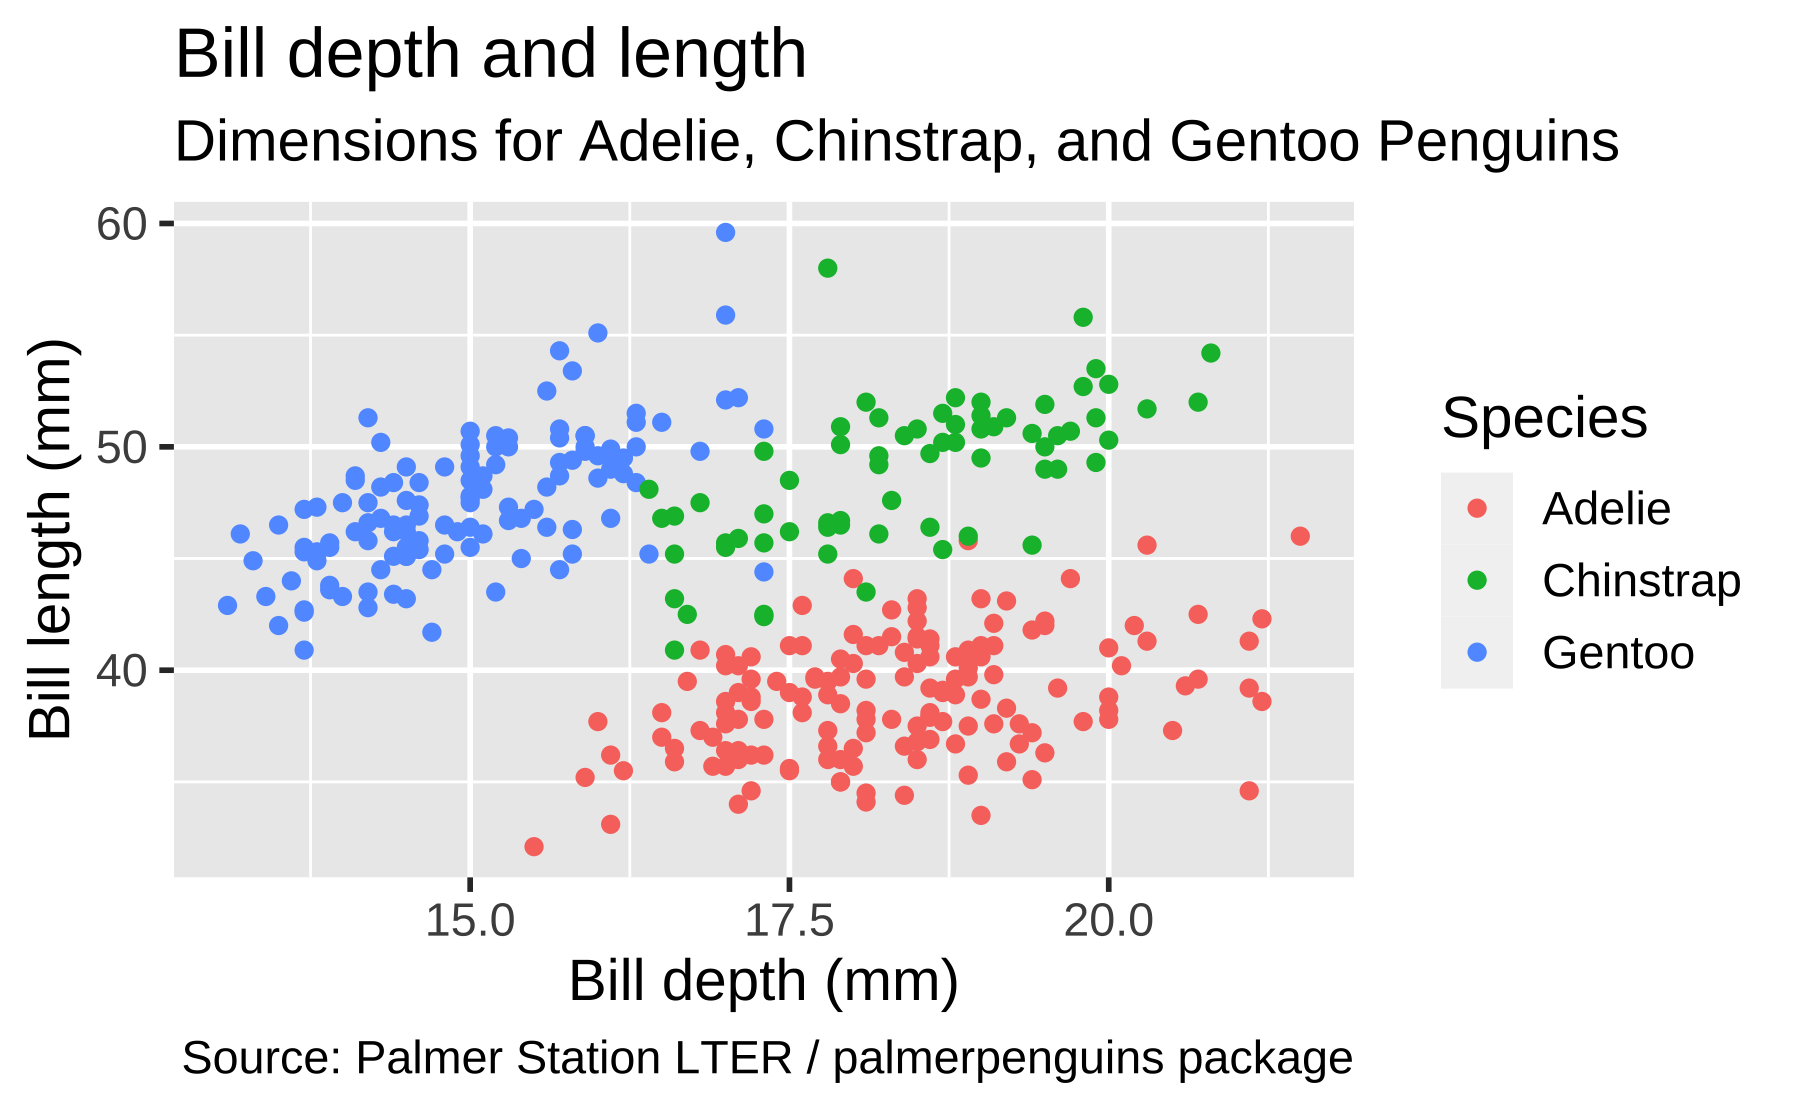 Bill depth and length
Dimensions for Adelie, Chinstrap, and Gentoo Penguins
60
50
40
Bill length (mm)
15.0 17.5 20.0
Bill depth (mm)
Species
Adelie
Chinstrap
Gentoo
Source: Palmer Station LTER / palmerpenguins package